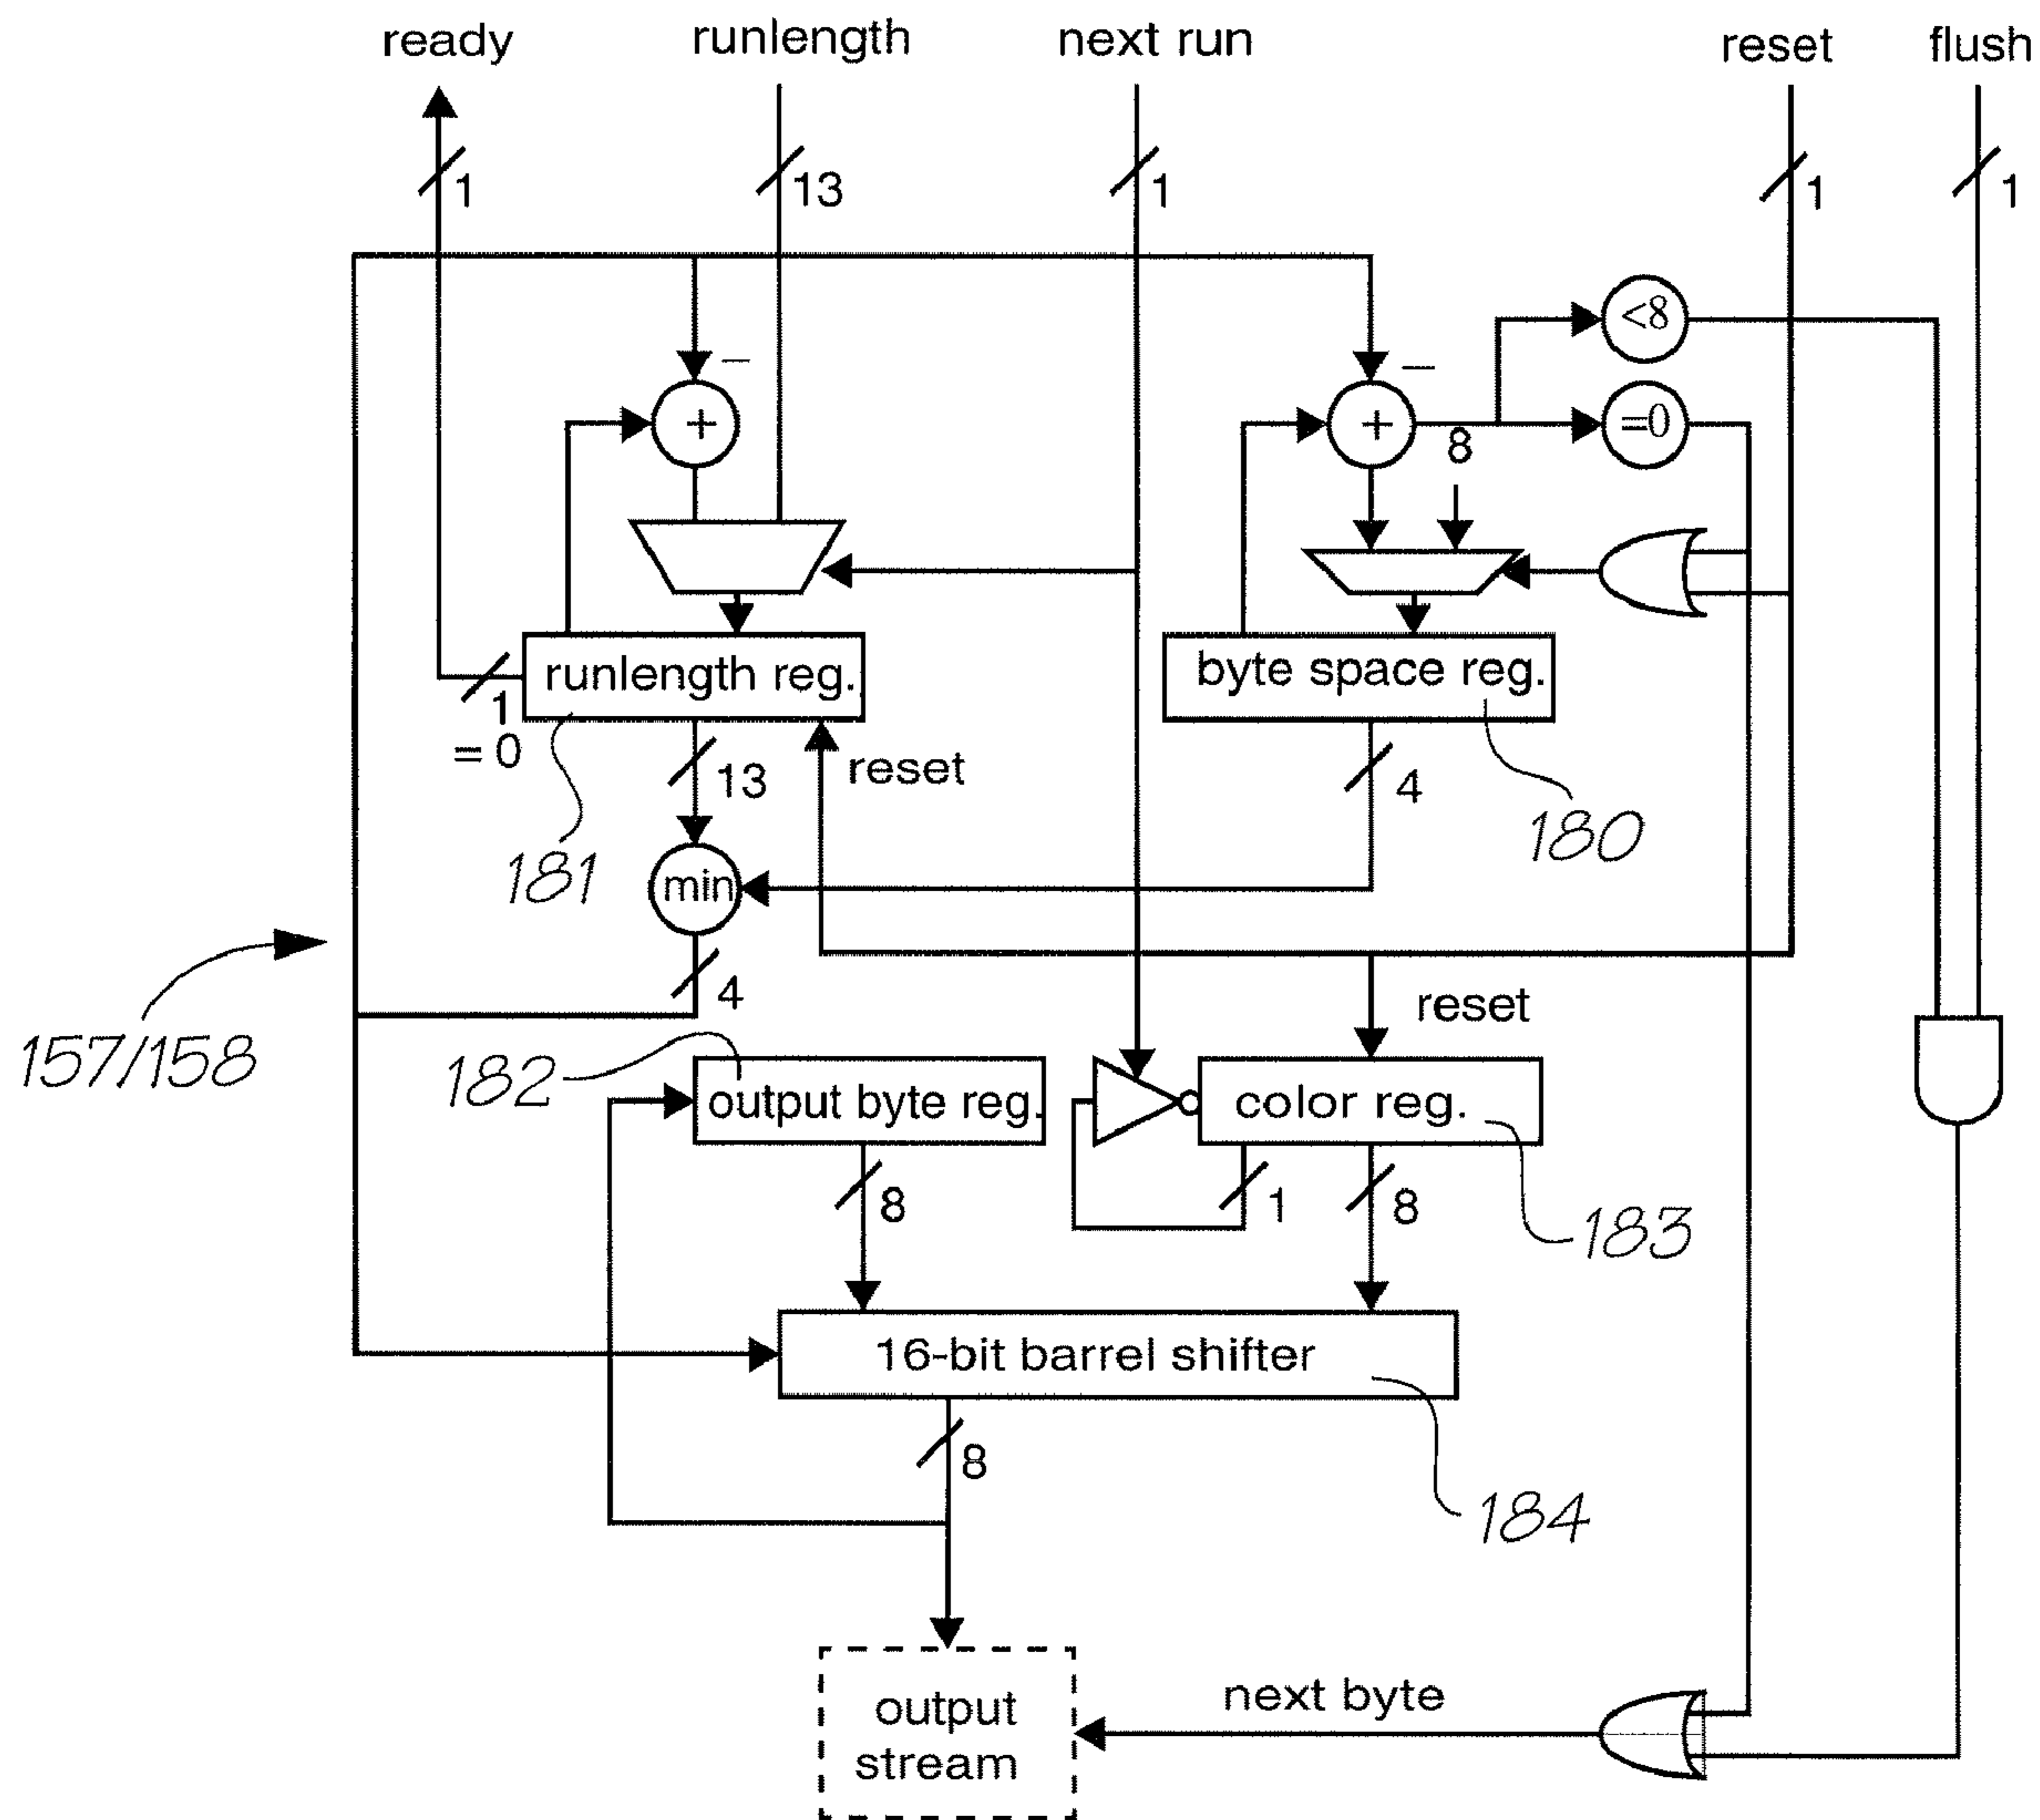 ready
runlength
next run
reset
flush
1
13
1
1
1
<8
–
–
+
+
8
=0
runlength reg.
byte space reg.
1
= 0
13
reset
4
181
180
min
4
157/158
reset
182
output byte reg.
color reg.
8
1
8
183
16-bit barrel shifter
8
184
next byte
output
stream